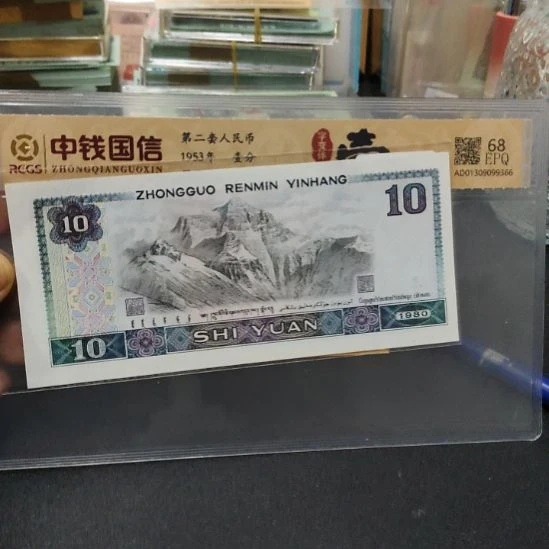 中钱国信
RCGS ZHONGQIANGUOXIN
第二套人民币
1953年 壹分
68
EPQ
AD01309099366
ZHONGGUO RENMIN YINHANG
10
10
1980
10
SHI YUAN